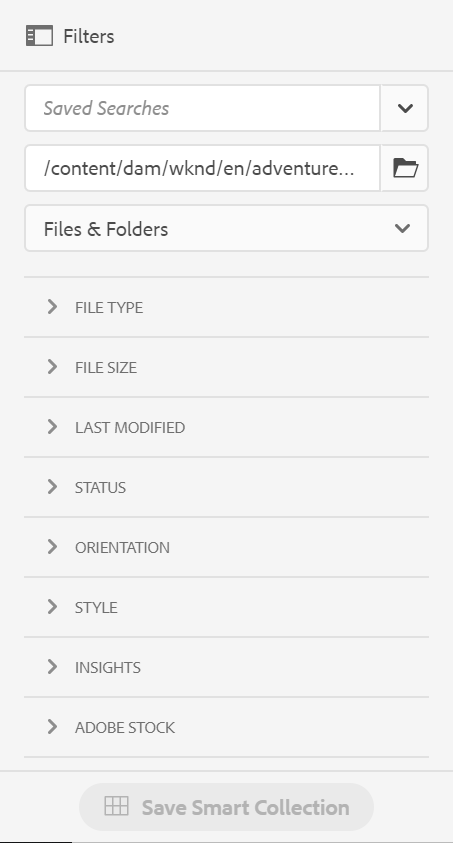 Filters
Saved Searches
/content/dam/wknd/en/adventure...
Files & Folders
FILE TYPE
FILE SIZE
LAST MODIFIED
STATUS
ORIENTATION
STYLE
INSIGHTS
ADOBE STOCK
Save Smart Collection